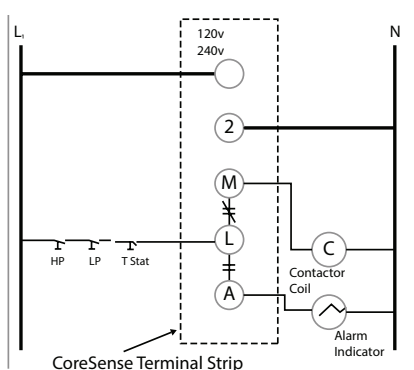 L1
N
120v
240v
2
M
L
HP LP T Stat
C
Contactor
Coil
A
Alarm
Indicator
CoreSense Terminal Strip